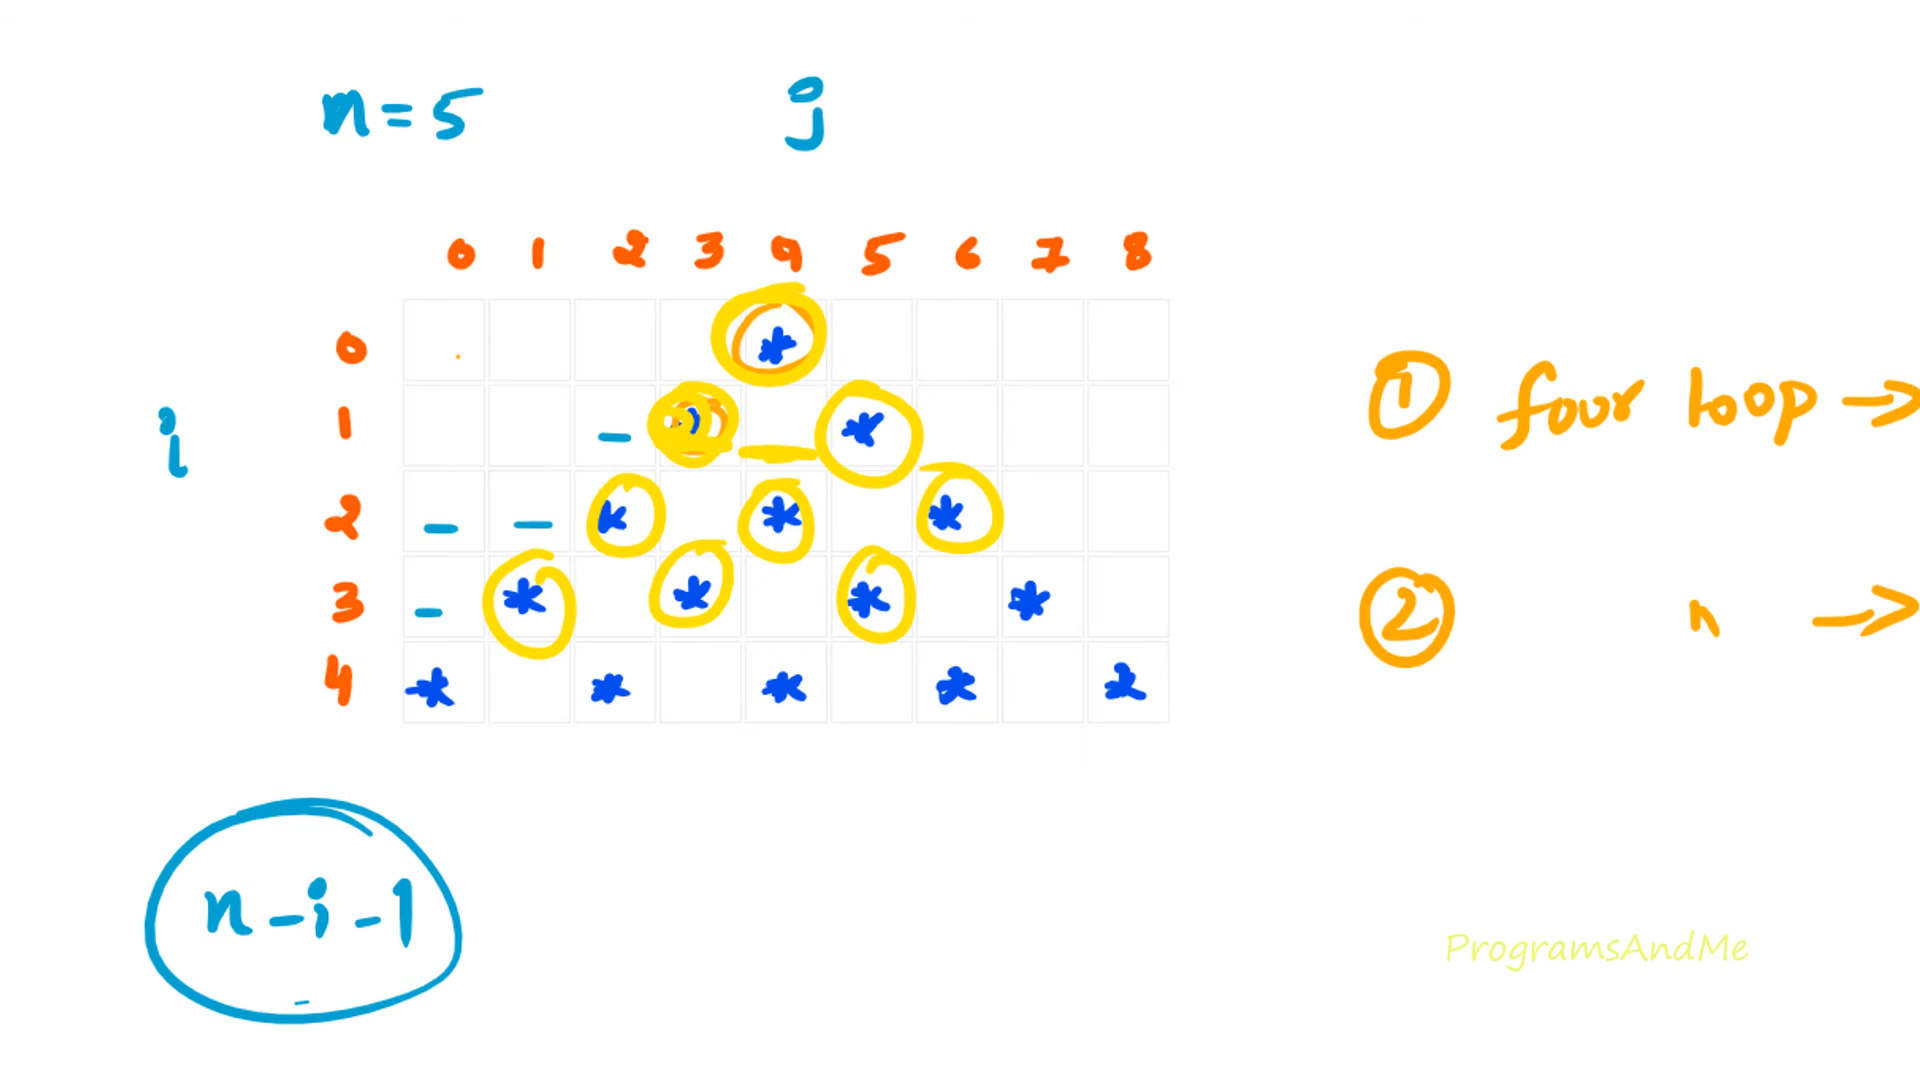 n = 5
j
0 1 2 3 4 5 6 7 8
0 *
i
1 - * - *
2 - - * * *
3 - * * * *
4 * * * * *
① four loop →
② n →
n - i - 1
ProgramsAndMe